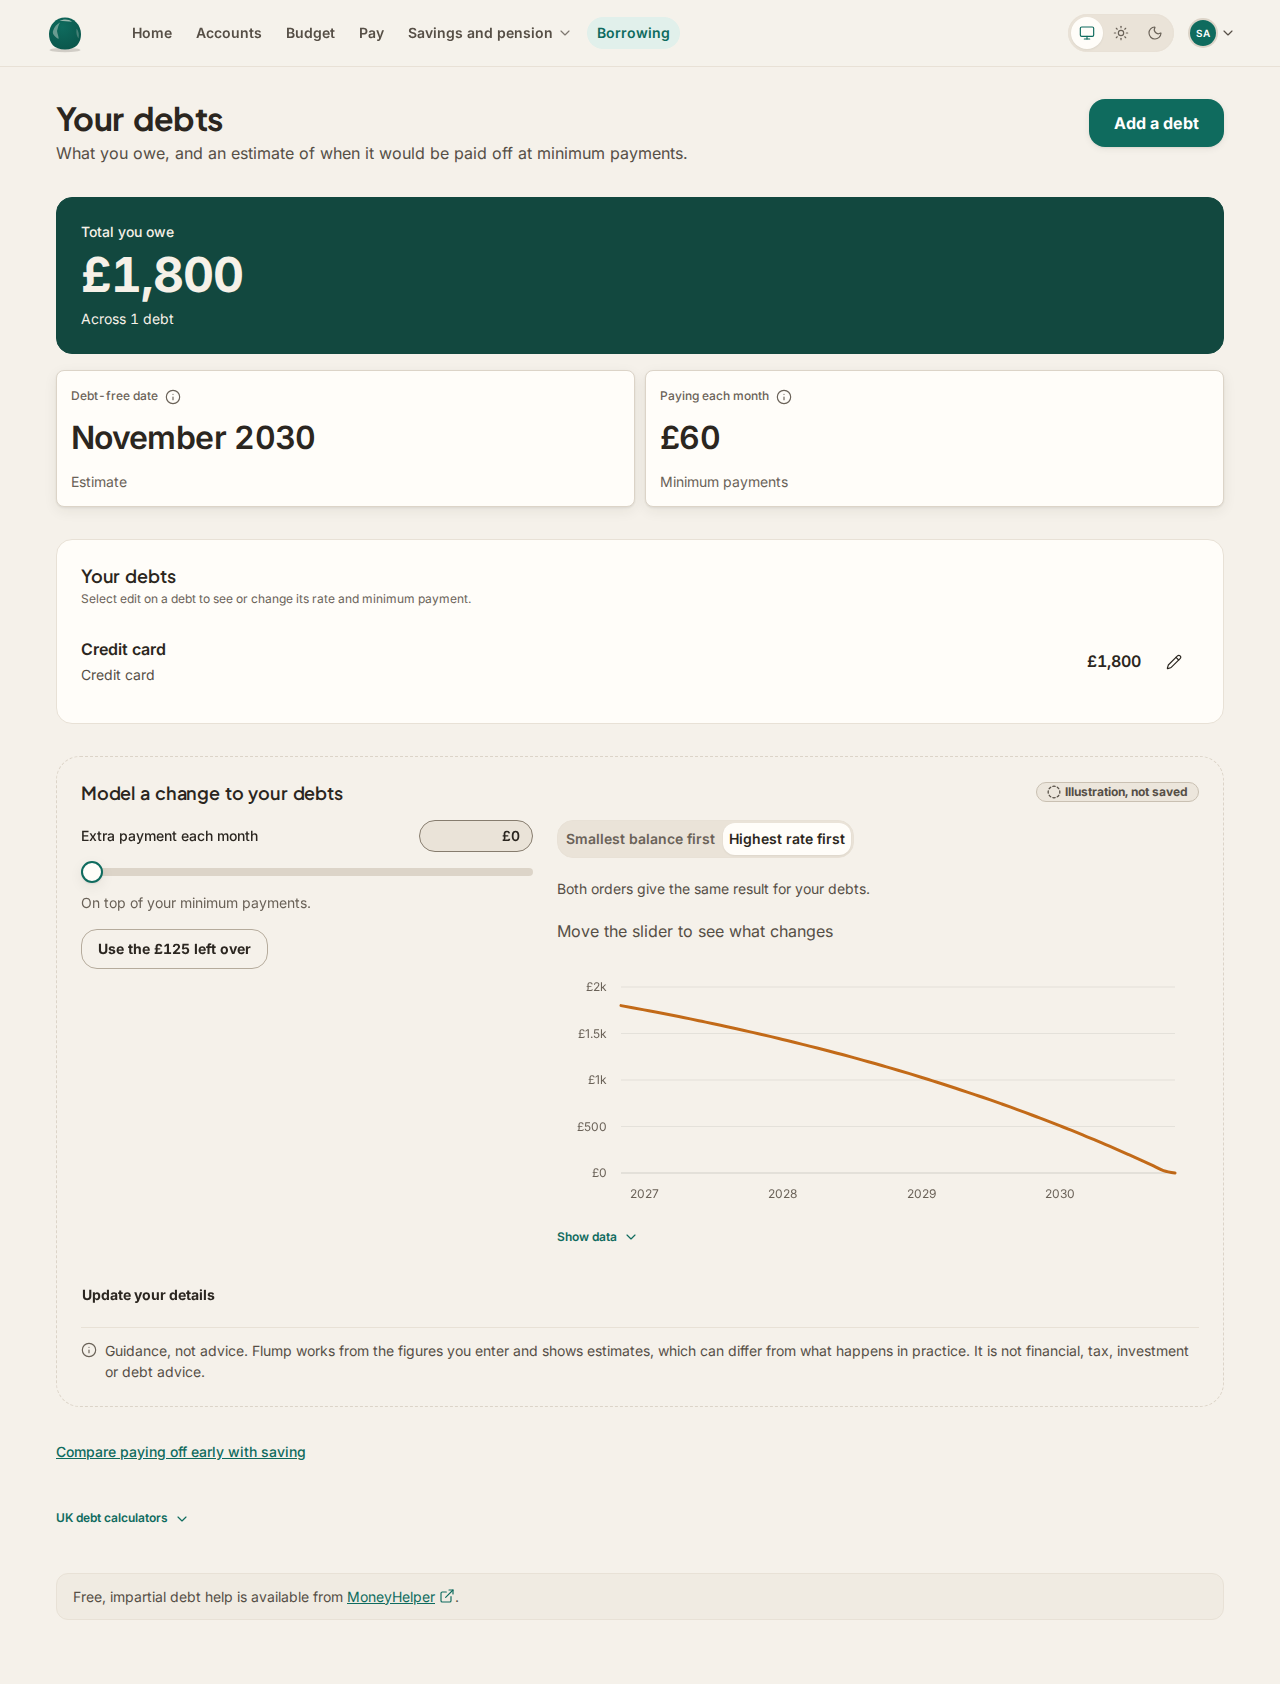 Home
Accounts
Budget
Pay
Savings and pension
Borrowing
SA
Your debts
What you owe, and an estimate of when it would be paid off at minimum payments.
Add a debt
Total you owe
£1,800
Across 1 debt
Debt-free date
November 2030
Estimate
Paying each month
£60
Minimum payments
Your debts
Select edit on a debt to see or change its rate and minimum payment.
Credit card
Credit card
£1,800
Model a change to your debts
Illustration, not saved
Extra payment each month
£0
On top of your minimum payments.
Use the £125 left over
Smallest balance first
Highest rate first
Both orders give the same result for your debts.
Move the slider to see what changes
£2k
£1.5k
£1k
£500
£0
2027
2028
2029
2030
Show data
Update your details
Guidance, not advice. Flump works from the figures you enter and shows estimates, which can differ from what happens in practice. It is not financial, tax, investment
or debt advice.
Compare paying off early with saving
UK debt calculators
Free, impartial debt help is available from MoneyHelper.